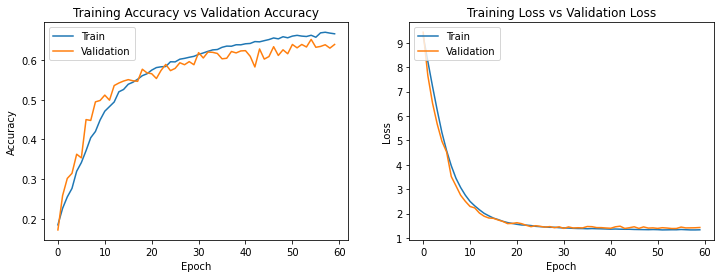 Training Accuracy vs Validation Accuracy
Train
Validation
Accuracy
0.6
0.5
0.4
0.3
0.2
0 10 20 30 40 50 60
Epoch
Training Loss vs Validation Loss
Train
Validation
Loss
9
8
7
6
5
4
3
2
1
0 10 20 30 40 50 60
Epoch